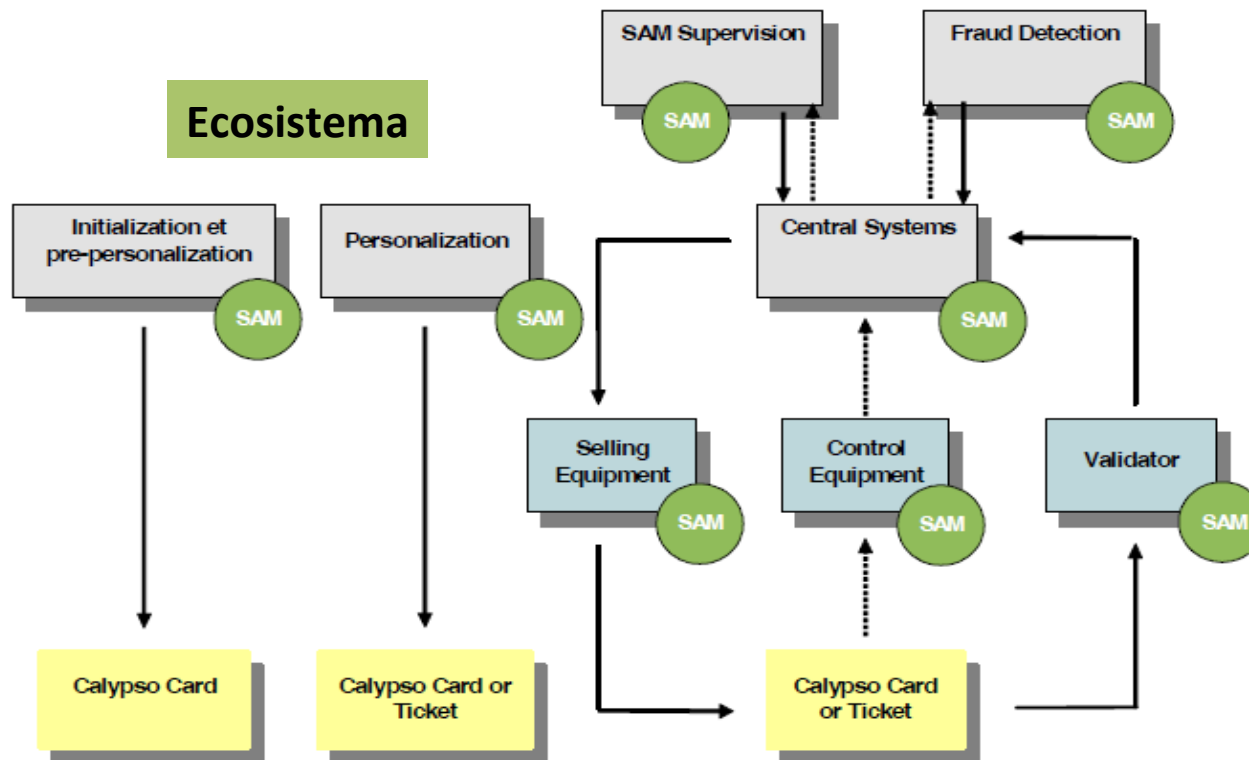 SAM Supervision
SAM
Fraud Detection
SAM
Ecosistema
Initialization et
pre-personalization
SAM
Personalization
SAM
Central Systems
SAM
Selling
Equipment
SAM
Control
Equipment
SAM
Validator
SAM
Calypso Card
Calypso Card or
Ticket
Calypso Card
or Ticket